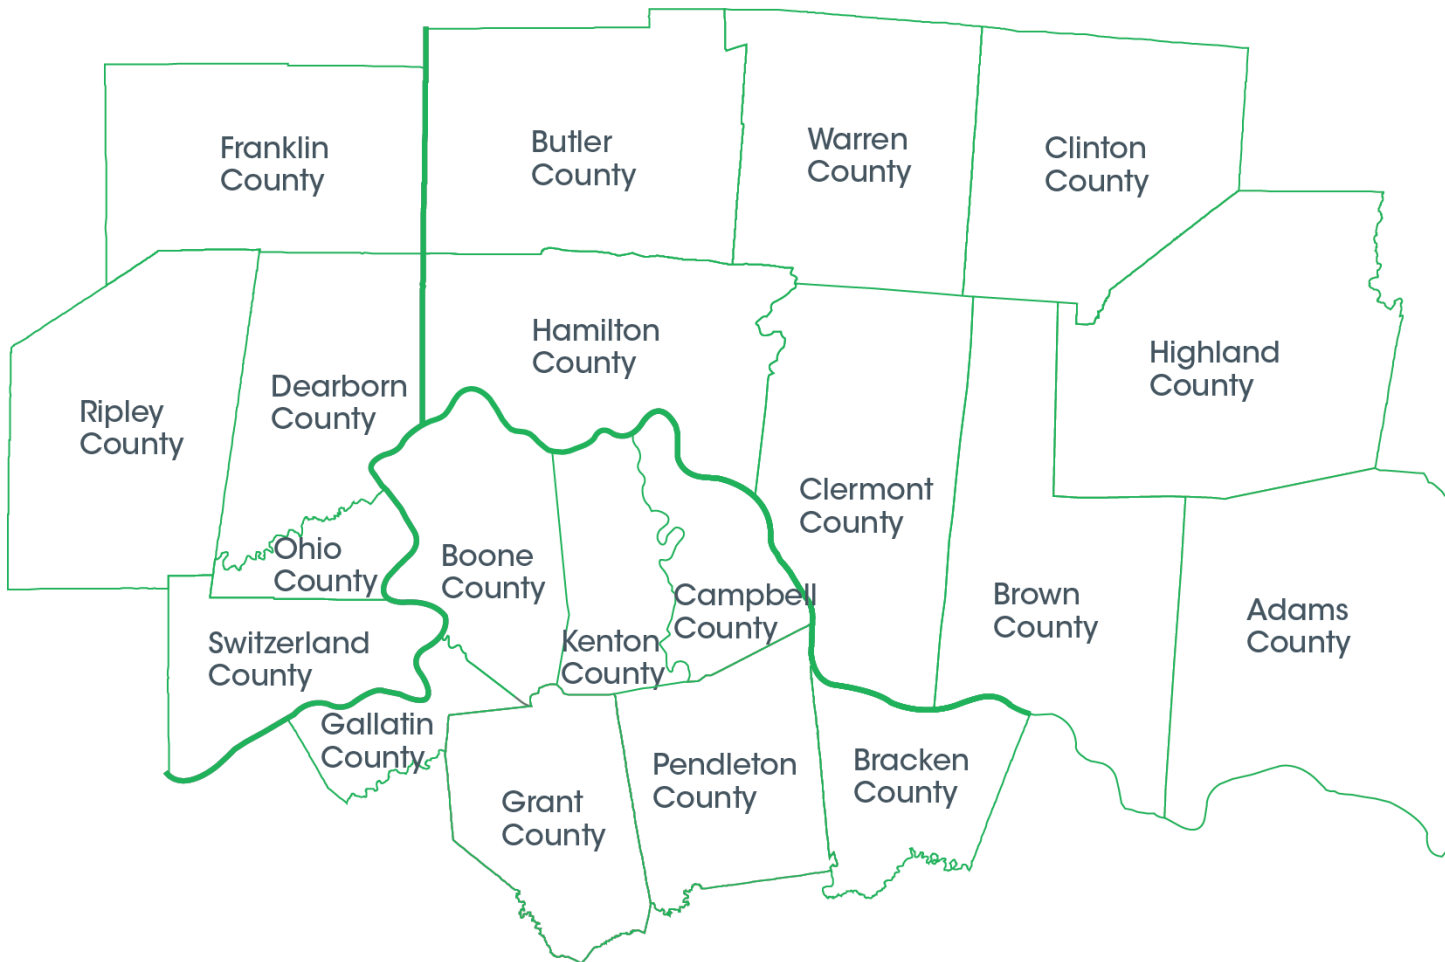 Franklin
County
Butler
County
Warren
County
Clinton
County
Hamilton
County
Highland
County
Dearborn
County
Ripley
County
Clermont
County
Ohio
County
Boone
County
Campbell
County
Brown
County
Adams
County
Switzerland
County
Kenton
County
Gallatin
County
Pendleton
County
Bracken
County
Grant
County